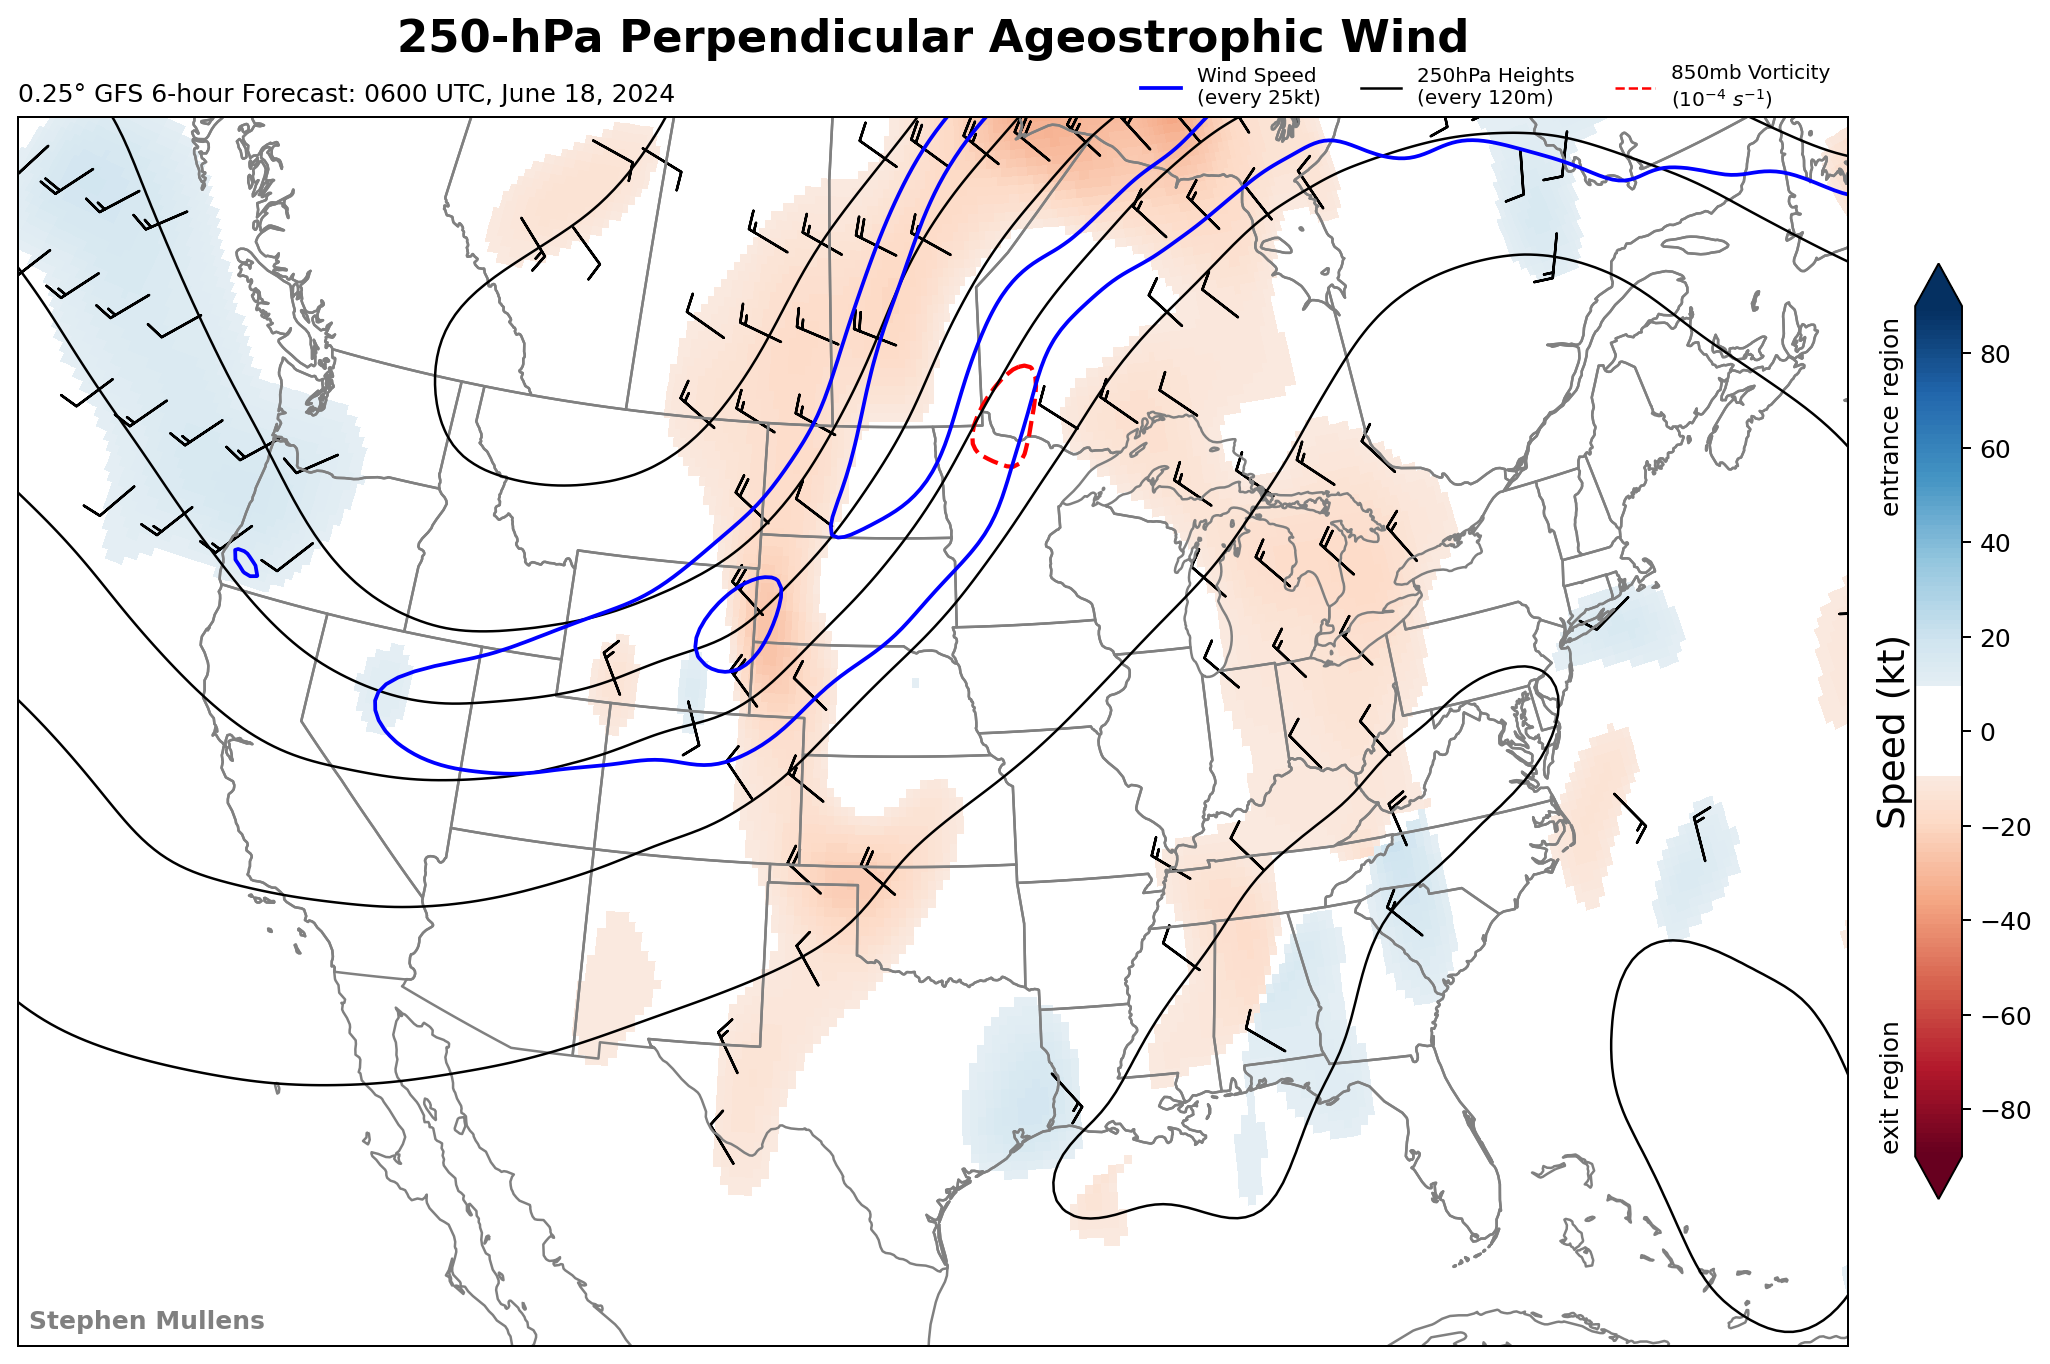 250-hPa Perpendicular Ageostrophic Wind
0.25° GFS 6-hour Forecast: 0600 UTC, June 18, 2024
Wind Speed
(every 25kt)
250hPa Heights
(every 120m)
850mb Vorticity
(10⁻⁴ s⁻¹)
entrance region
Speed (kt)
exit region
80
60
40
20
0
−20
−40
−60
−80
Stephen Mullens